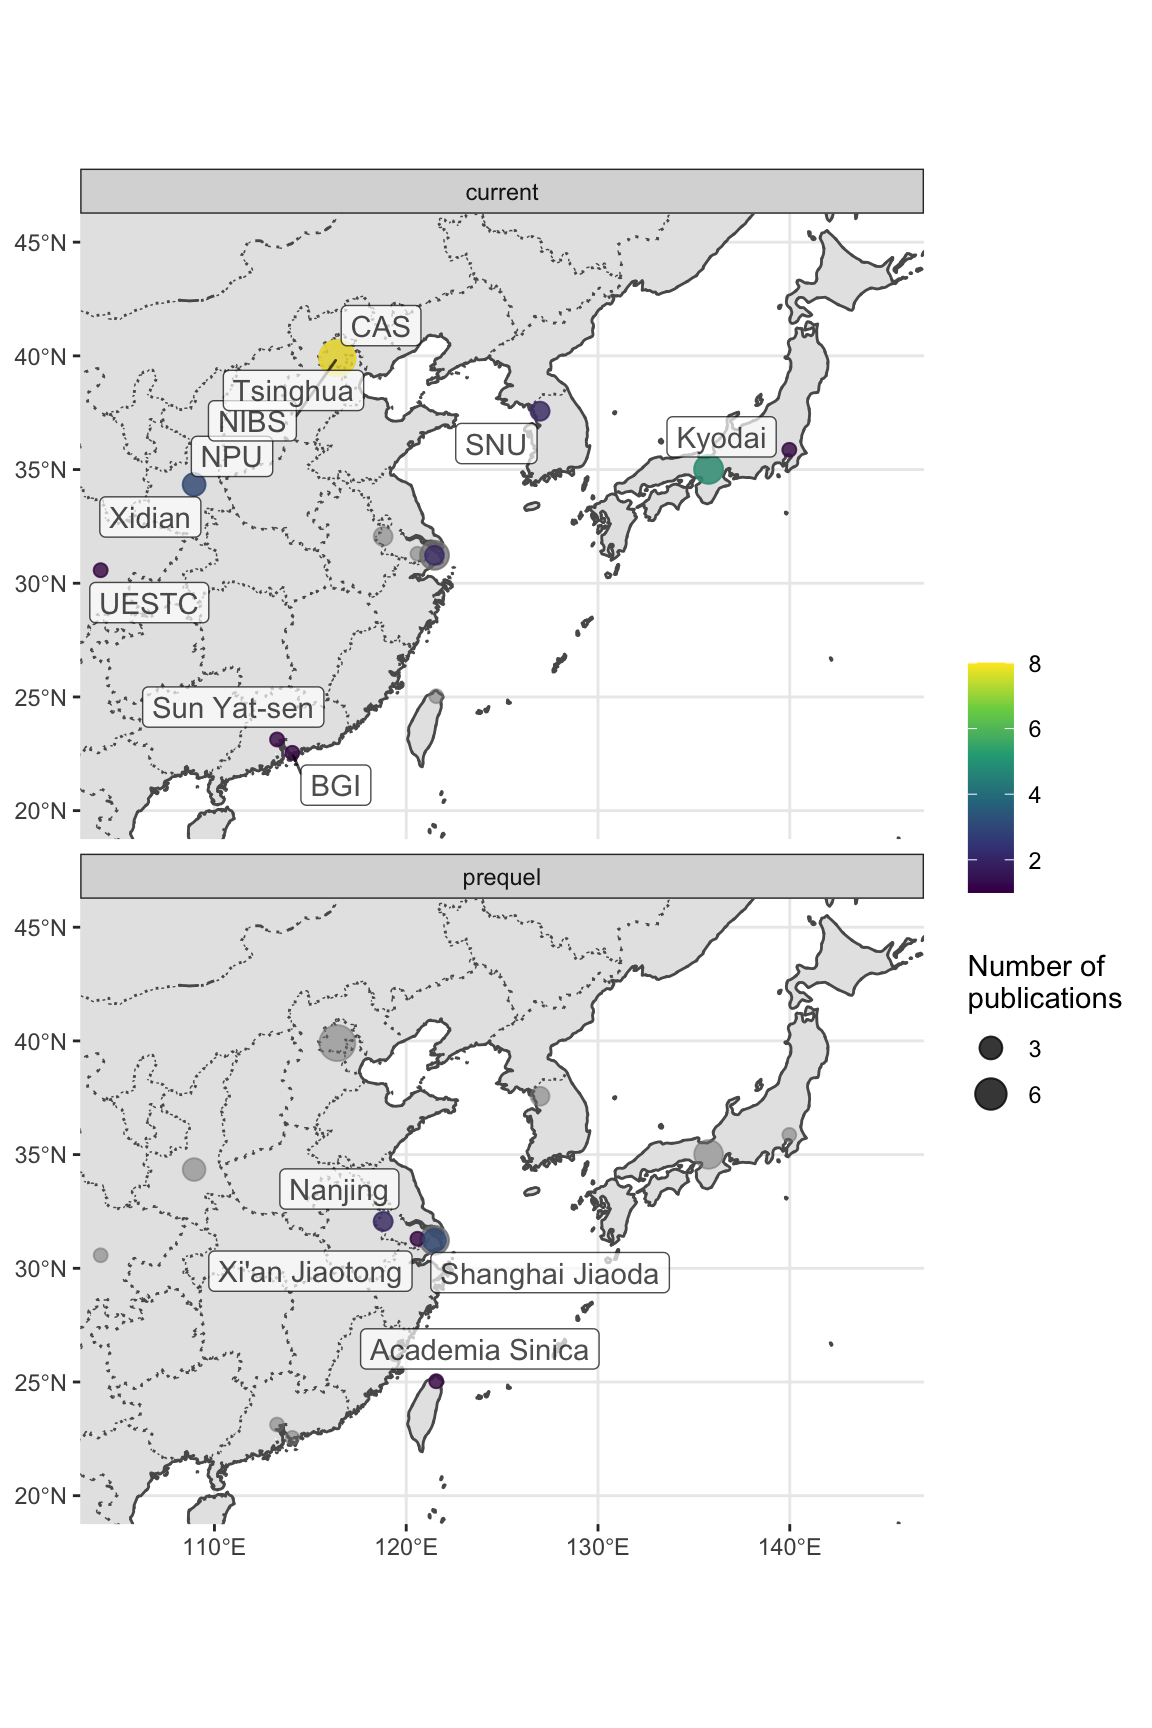 current
45°N
40°N
35°N
30°N
25°N
20°N
CAS
Tsinghua
NIBS
NPU
Xidian
UESTC
Sun Yat-sen
BGI
SNU
Kyodai
prequel
45°N
40°N
35°N
30°N
25°N
20°N
Nanjing
Xi'an Jiaotong
Shanghai Jiaoda
Academia Sinica
110°E
120°E
130°E
140°E
8
6
4
2
Number of
publications
3
6